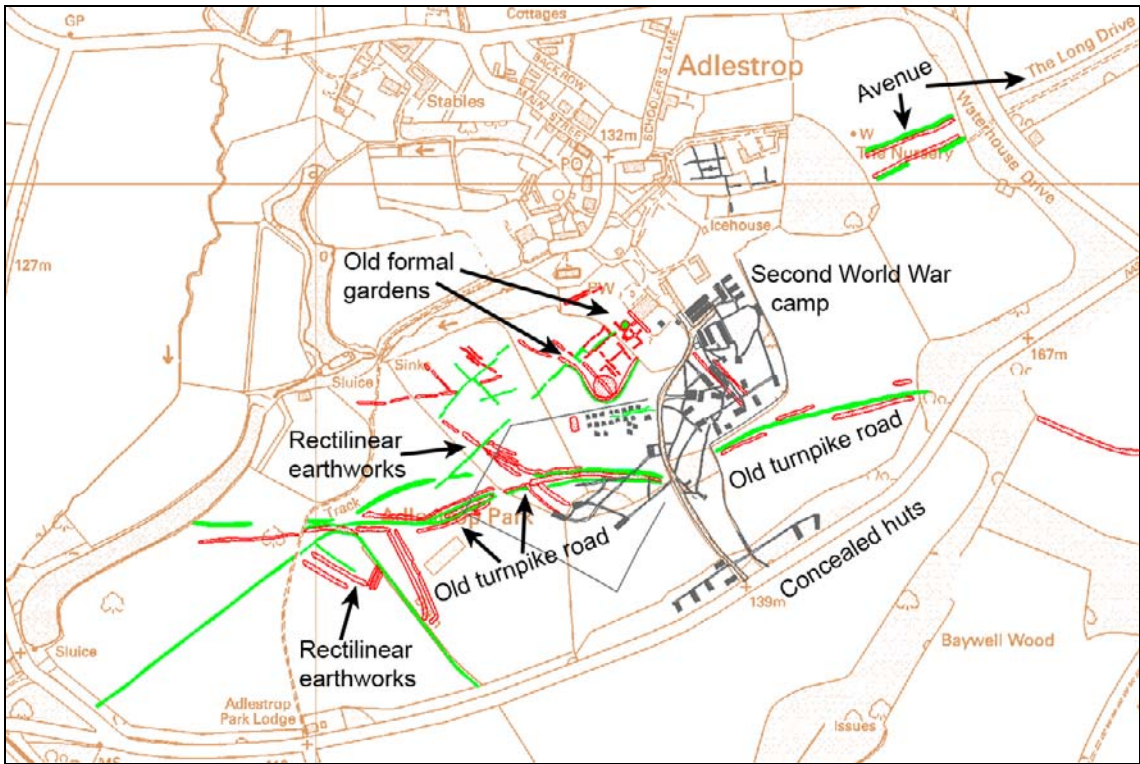 GP
Cottages
SCHOOLER'S LANE
Adlestrop
The Long Drive
Avenue
BACK ROW
MAIN
STREET
Stables
132m
W
The Nursery
Waterhouse Drive
PO
Icehouse
127m
Old formal
gardens
PW
Second World War
camp
167m
Sink
Sluice
Rectilinear
earthworks
Old turnpike road
Track
Adlestrop Park
Old turnpike road
Concealed huts
139m
Rectilinear
earthworks
Baywell Wood
Sluice
Adlestrop
Park Lodge
Issues
MS